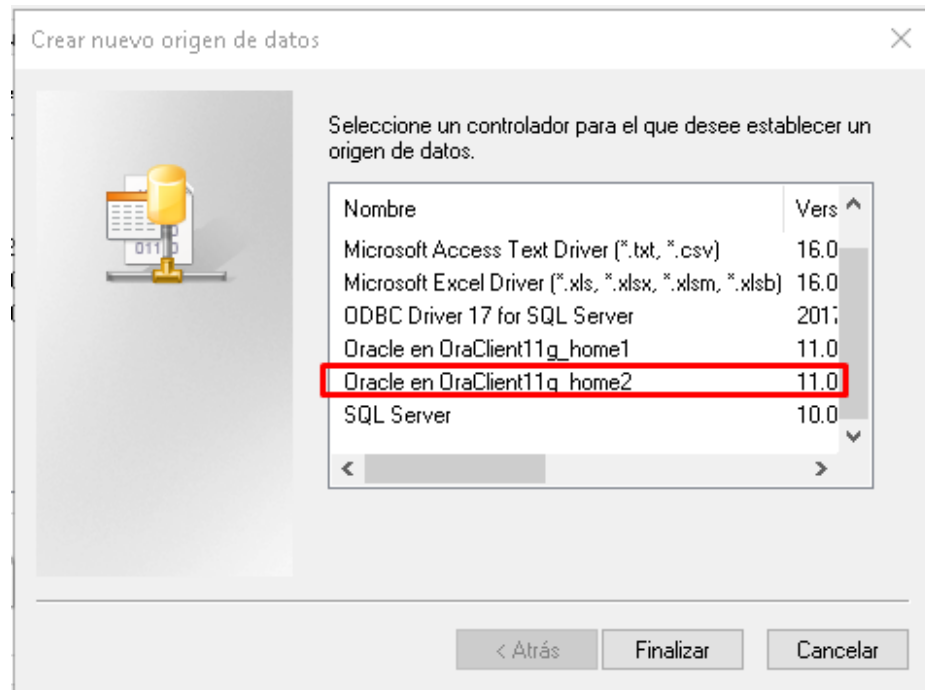 Crear nuevo origen de datos
Seleccione un controlador para el que desee establecer un
origen de datos.
Nombre Vers
Microsoft Access Text Driver (*.txt, *.csv) 16.0
Microsoft Excel Driver (*.xls, *.xlsx, *.xlsm, *.xlsb) 16.0
ODBC Driver 17 for SQL Server 2017
Oracle en OraClient11g_home1 11.0
Oracle en OraClient11g_home2 11.0
SQL Server 10.0
< Atrás Finalizar Cancelar